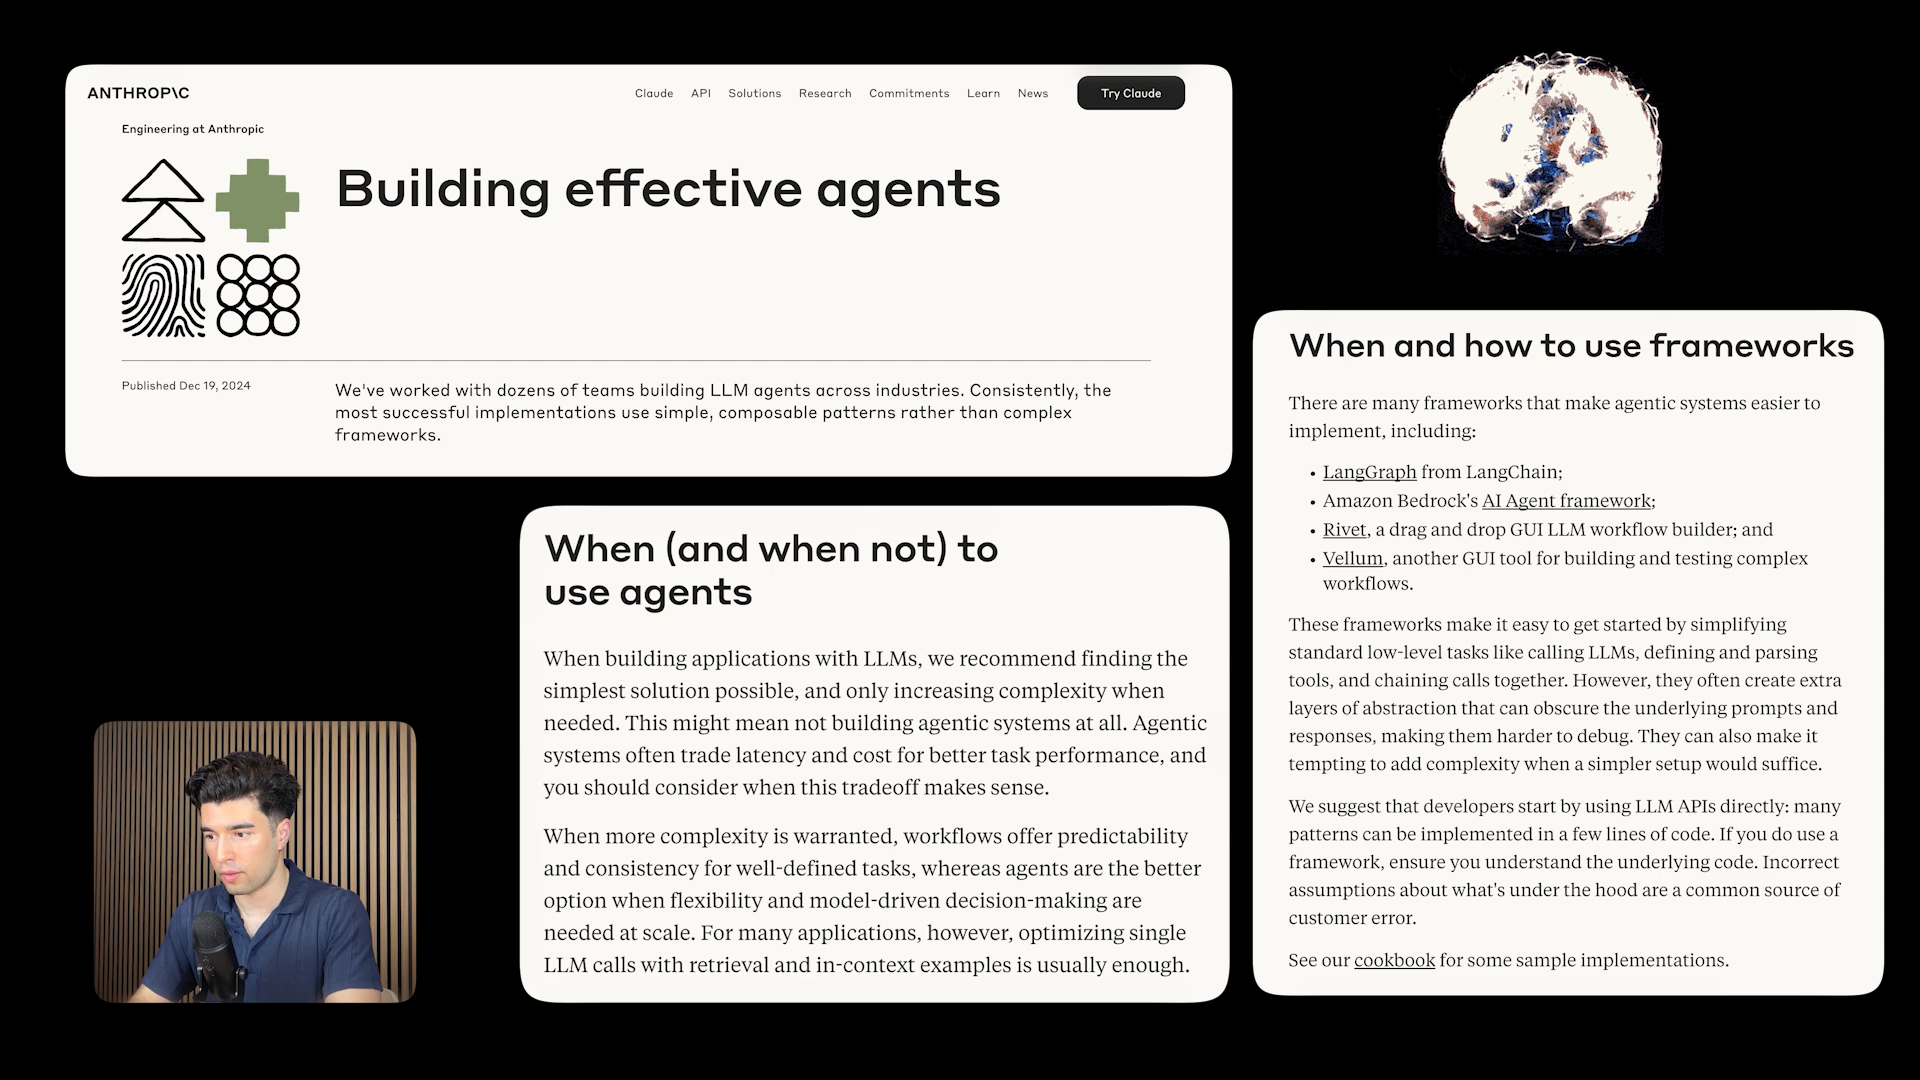 ANTHROP\C
Claude
API
Solutions
Research
Commitments
Learn
News
Try Claude
Engineering at Anthropic
Building effective agents
Published Dec 19, 2024
We've worked with dozens of teams building LLM agents across industries. Consistently, the
most successful implementations use simple, composable patterns rather than complex
frameworks.
When (and when not) to
use agents
When building applications with LLMs, we recommend finding the
simplest solution possible, and only increasing complexity when
needed. This might mean not building agentic systems at all. Agentic
systems often trade latency and cost for better task performance, and
you should consider when this tradeoff makes sense.
When more complexity is warranted, workflows offer predictability
and consistency for well-defined tasks, whereas agents are the better
option when flexibility and model-driven decision-making are
needed at scale. For many applications, however, optimizing single
LLM calls with retrieval and in-context examples is usually enough.
When and how to use frameworks
There are many frameworks that make agentic systems easier to
implement, including:
• LangGraph from LangChain;
• Amazon Bedrock's AI Agent framework;
• Rivet, a drag and drop GUI LLM workflow builder; and
• Vellum, another GUI tool for building and testing complex
workflows.
These frameworks make it easy to get started by simplifying
standard low-level tasks like calling LLMs, defining and parsing
tools, and chaining calls together. However, they often create extra
layers of abstraction that can obscure the underlying prompts and
responses, making them harder to debug. They can also make it
tempting to add complexity when a simpler setup would suffice.
We suggest that developers start by using LLM APIs directly: many
patterns can be implemented in a few lines of code. If you do use a
framework, ensure you understand the underlying code. Incorrect
assumptions about what's under the hood are a common source of
customer error.
See our cookbook for some sample implementations.